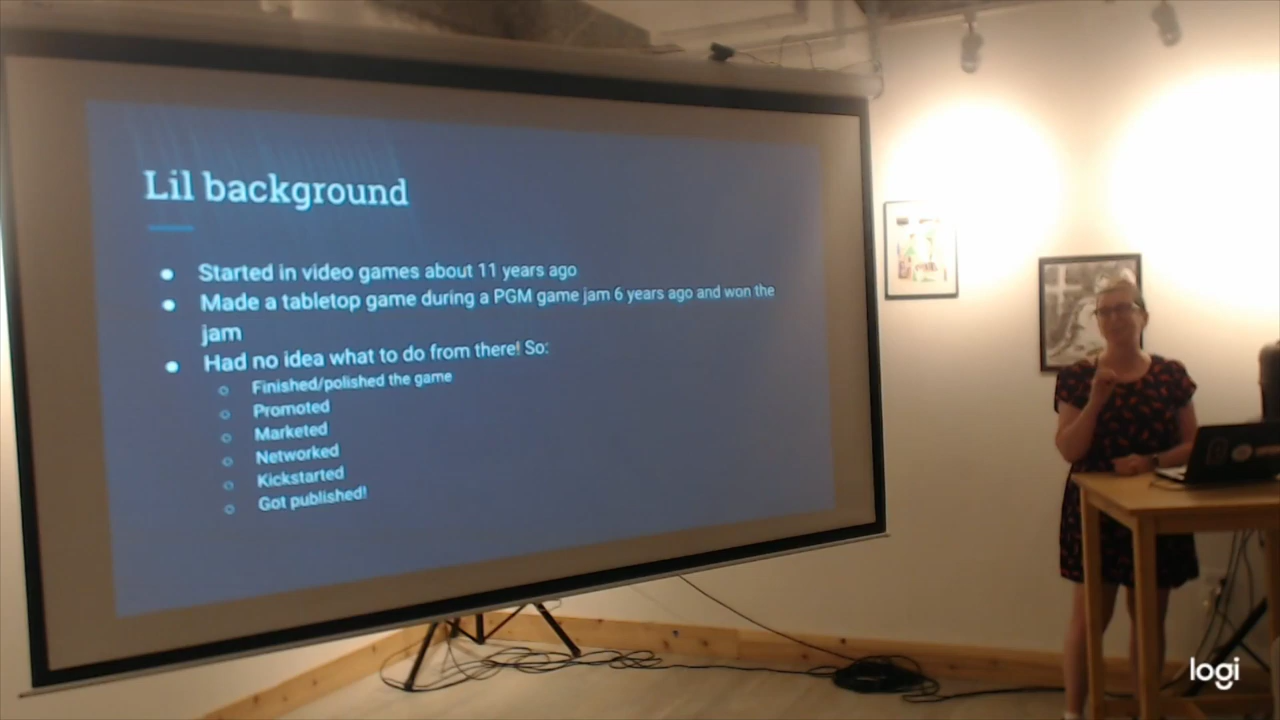 Lil background
Started in video games about 11 years ago
Made a tabletop game during a PGM game jam 6 years ago and won the
jam
Had no idea what to do from there! So:
Finished/polished the game
Promoted
Marketed
Networked
Kickstarted
Got published!
logi